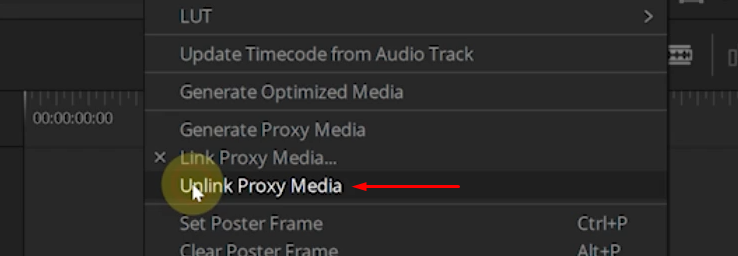 LUT
Update Timecode from Audio Track
Generate Optimized Media
00:00:00:00
Generate Proxy Media
Link Proxy Media...
Unlink Proxy Media
Set Poster Frame Ctrl+P
Clear Poster Frame Alt+P